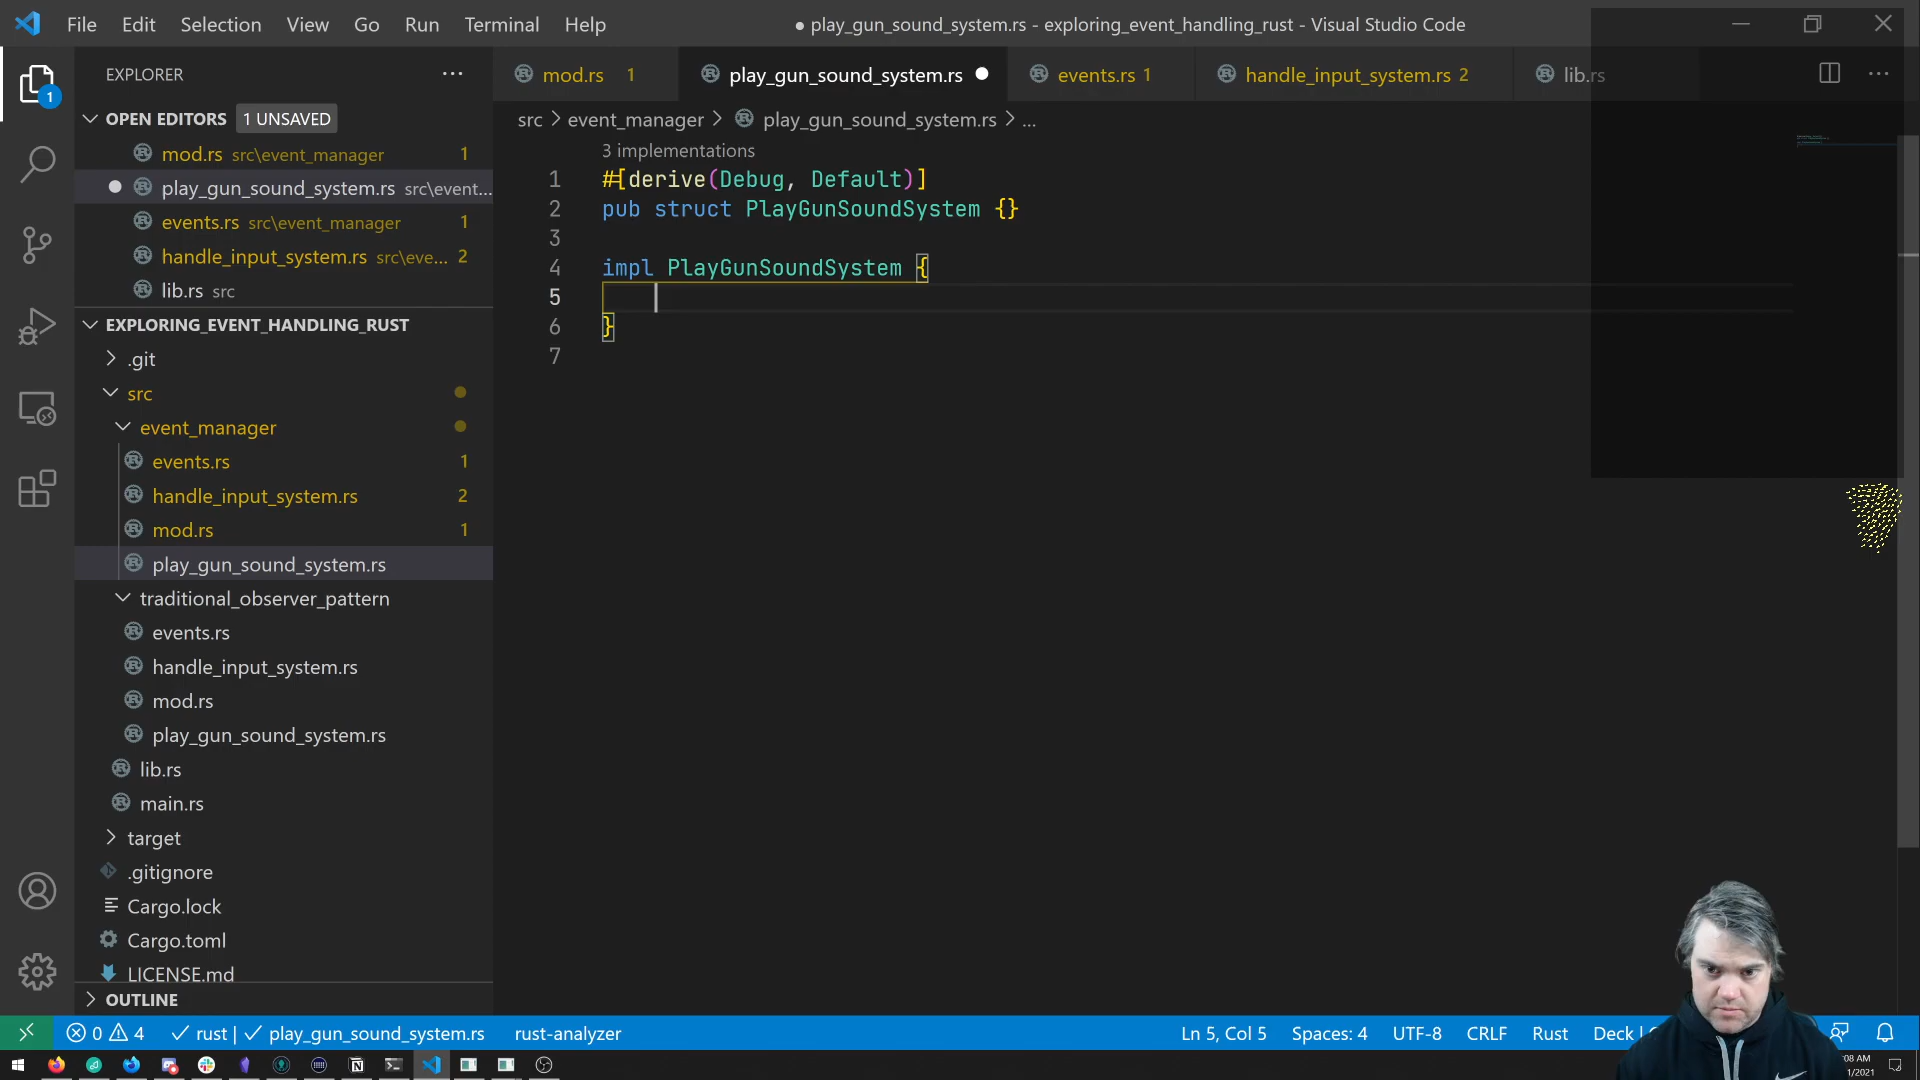 File Edit Selection View Go Run Terminal Help
● play_gun_sound_system.rs - exploring_event_handling_rust - Visual Studio Code
EXPLORER
mod.rs 1
play_gun_sound_system.rs
events.rs 1
handle_input_system.rs 2
lib.rs
OPEN EDITORS 1 UNSAVED
src > event_manager > play_gun_sound_system.rs > ...
mod.rs src\event_manager 1
play_gun_sound_system.rs src\event...
events.rs src\event_manager 1
handle_input_system.rs src\eve... 2
lib.rs src
EXPLORING_EVENT_HANDLING_RUST
.git
src
event_manager
events.rs 1
handle_input_system.rs 2
mod.rs 1
play_gun_sound_system.rs
traditional_observer_pattern
events.rs
handle_input_system.rs
mod.rs
play_gun_sound_system.rs
lib.rs
main.rs
target
.gitignore
Cargo.lock
Cargo.toml
LICENSE.md
OUTLINE
3 implementations
1 #[derive(Debug, Default)]
2 pub struct PlayGunSoundSystem {}
3
4 impl PlayGunSoundSystem {
5
6 }
7
1
0 4 rust | play_gun_sound_system.rs rust-analyzer
Ln 5, Col 5 Spaces: 4 UTF-8 CRLF Rust Deck